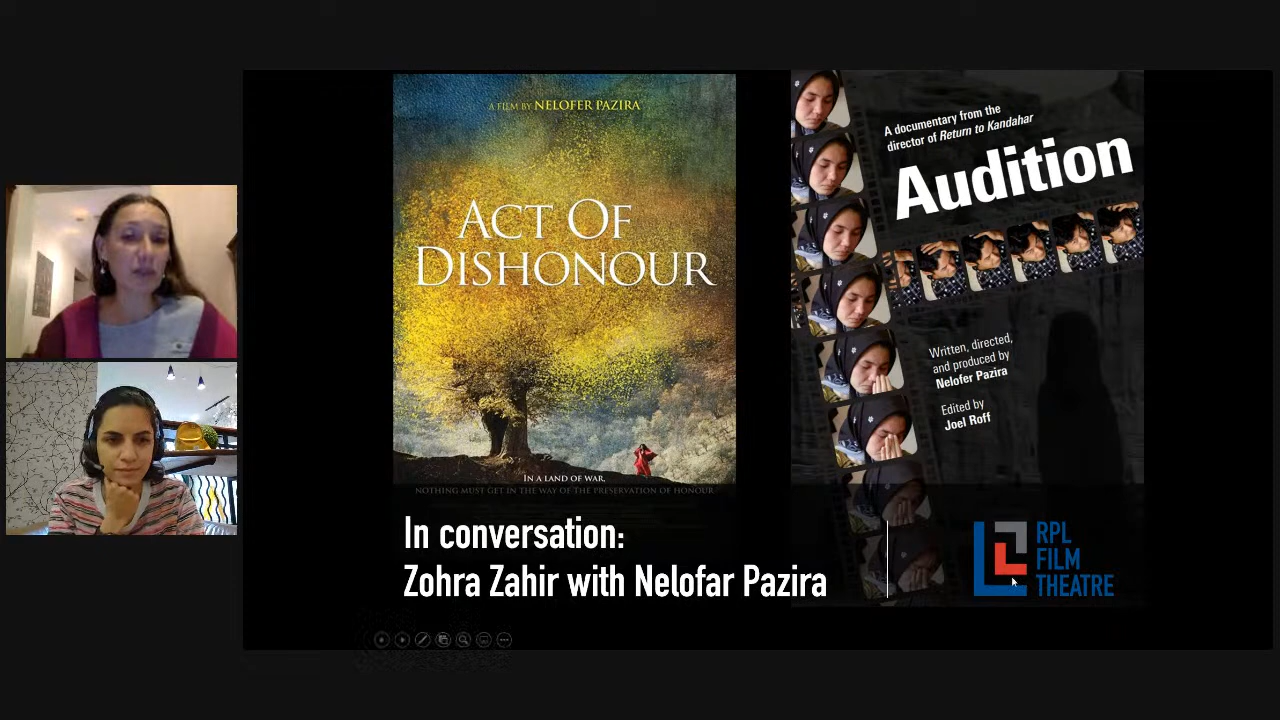 A FILM BY NELOFER PAZIRA
ACT OF
DISHONOUR
IN A LAND OF WAR,
NOTHING MUST GET IN THE WAY OF THE PRESERVATION OF HONOUR
A documentary from the
director of Return to Kandahar
Audition
Written, directed,
and produced by
Nelofer Pazira
Edited by
Joel Roff
In conversation:
Zohra Zahir with Nelofar Pazira
RPL
FILM
THEATRE